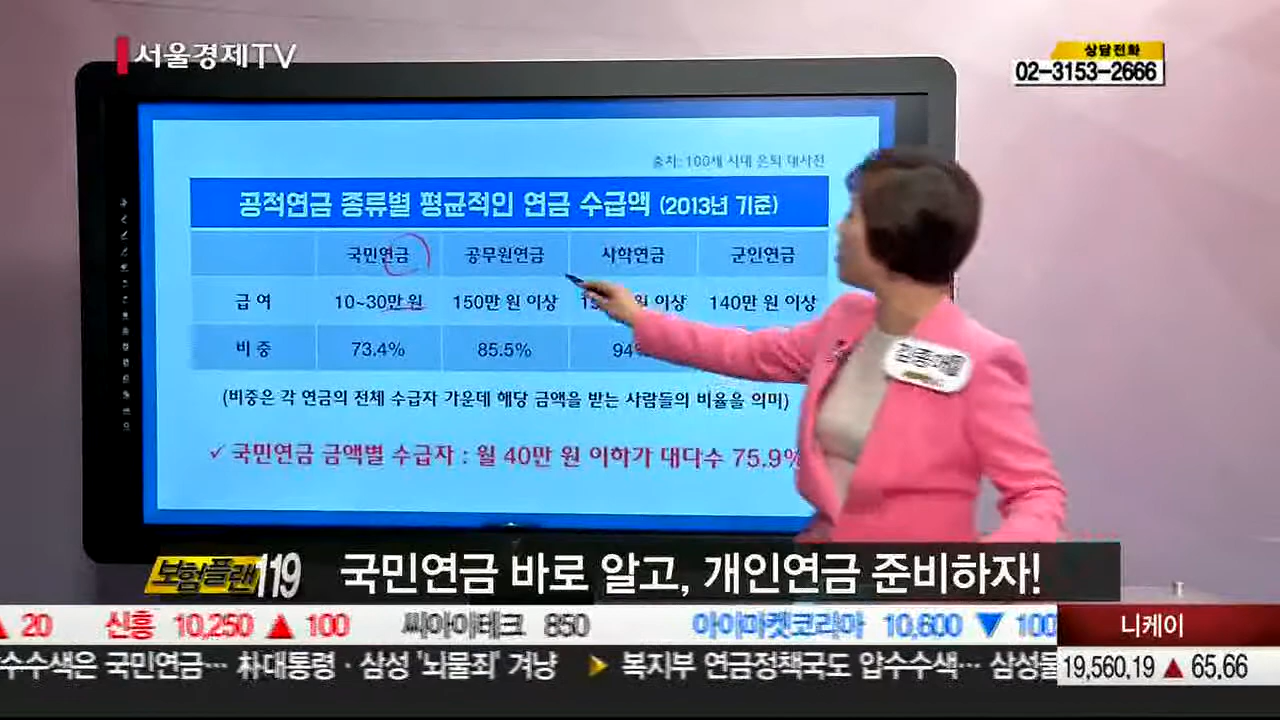 서울경제TV
상담전화
02-3153-2666
출처: 100세 시대 은퇴 대사전
공적연금 종류별 평균적인 연금 수급액 (2013년 기준)
국민연금 공무원연금 사학연금 군인연금
급 여 10~30만 원 150만 원 이상 원 이상 140만 원 이상
비 중 73.4% 85.5% 94%
(비중은 각 연금의 전체 수급자 가운데 해당 금액을 받는 사람들의 비율을 의미)
✓ 국민연금 금액별 수급자 : 월 40만 원 이하가 대다수 75.9%
보험플랜119 국민연금 바로 알고, 개인연금 준비하자!
▲ 20 신흥 10,250 ▲ 100 씨아이테크 850 아이마켓코리아 10,600 ▼ 100 니케이
수수색은 국민연금… 朴대통령·삼성 '뇌물죄' 겨냥 ▶ 복지부 연금정책국도 압수수색… 삼성물 19,560.19 ▲ 65.66